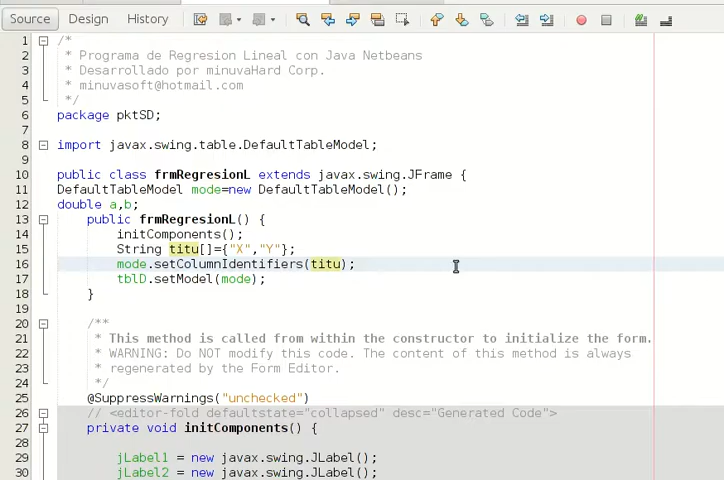 Source Design History
1 /*
2 * Programa de Regresion Lineal con Java Netbeans
3 * Desarrollado por minuvaHard Corp.
4 * minuvasoft@hotmail.com
5 */
6 package pktSD;
7
8 import javax.swing.table.DefaultTableModel;
9
10 public class frmRegresionL extends javax.swing.JFrame {
11 DefaultTableModel mode=new DefaultTableModel();
12 double a,b;
13 public frmRegresionL() {
14 initComponents();
15 String titu[]={"X","Y"};
16 mode.setColumnIdentifiers(titu);
17 tblD.setModel(mode);
18 }
19
20 /**
21 * This method is called from within the constructor to initialize the form.
22 * WARNING: Do NOT modify this code. The content of this method is always
23 * regenerated by the Form Editor.
24 */
25 @SuppressWarnings("unchecked")
26 // <editor-fold defaultstate="collapsed" desc="Generated Code">
27 private void initComponents() {
28
29 jLabel1 = new javax.swing.JLabel();
30 jLabel2 = new javax.swing.JLabel();